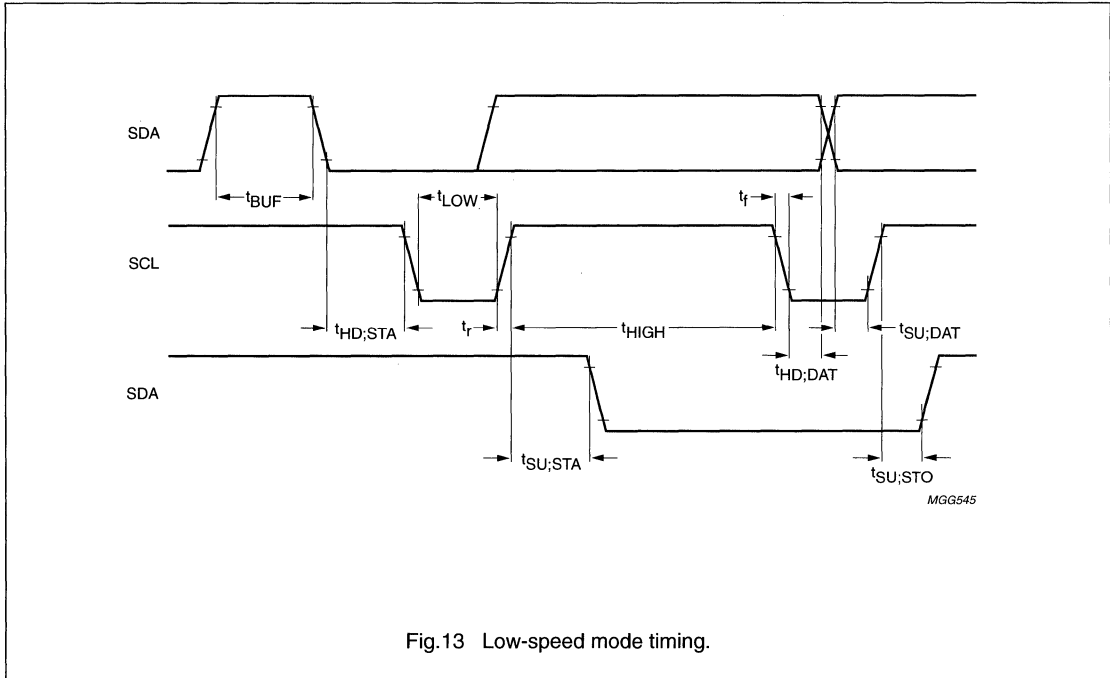 SDA
tBUF
tLOW
tf
SCL
tHD;STA
tr
tHIGH
tSU;DAT
tHD;DAT
SDA
tSU;STA
tSU;STO
MGG545
Fig.13 Low-speed mode timing.